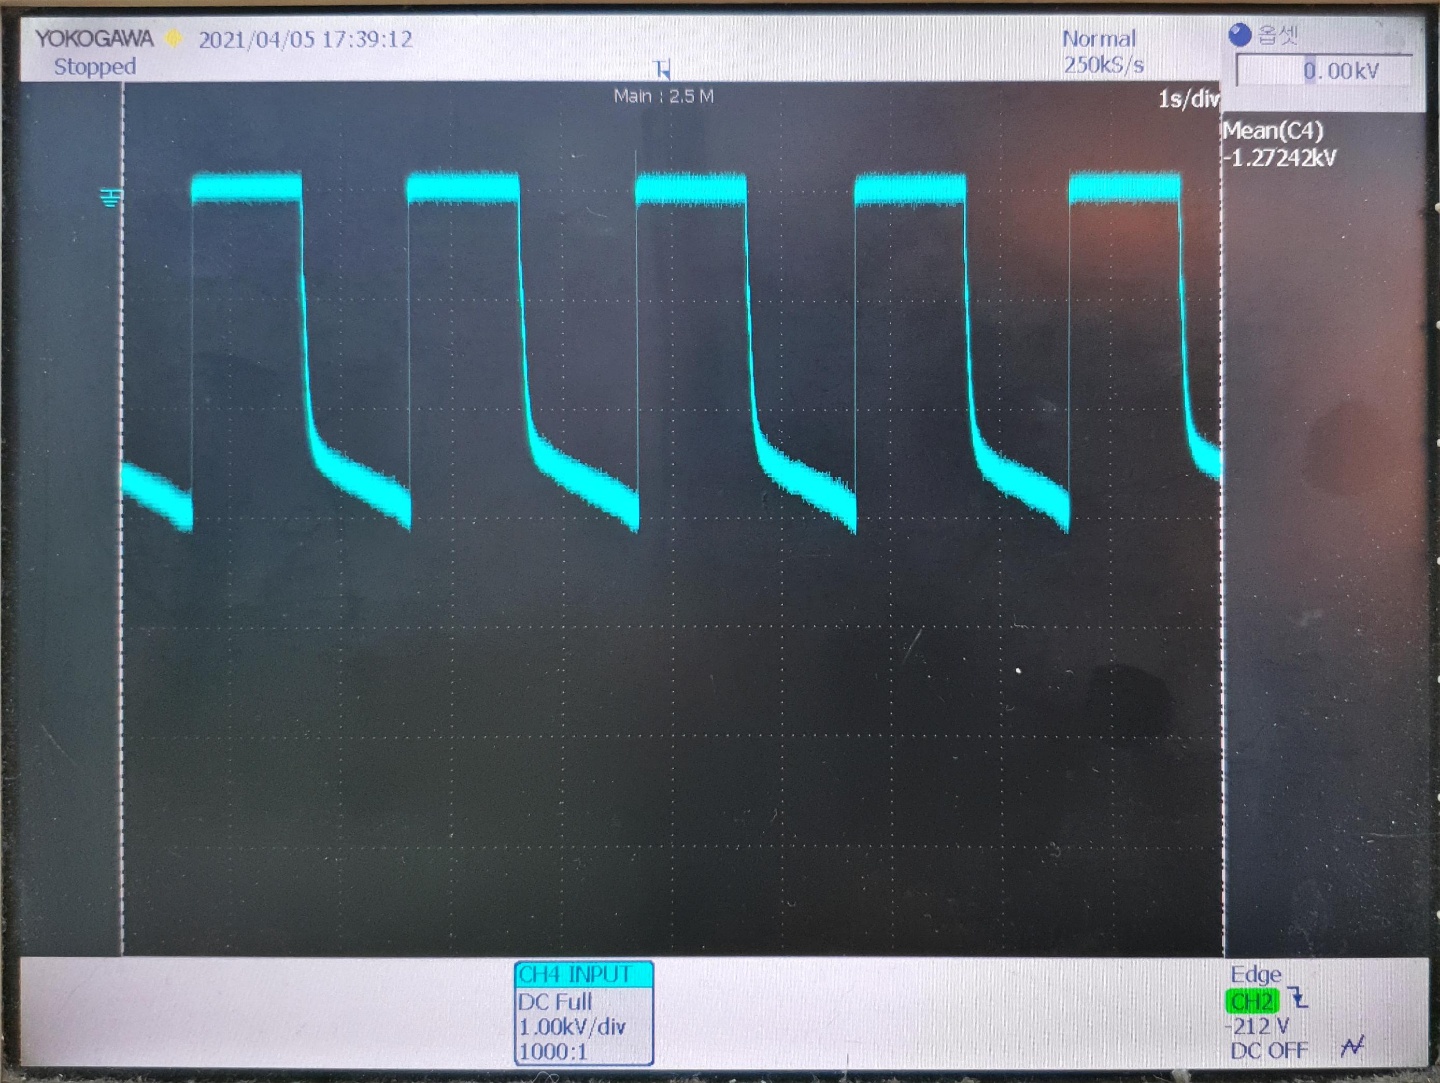 YOKOGAWA 2021/04/05 17:39:12
Stopped
Normal
250kS/s
옵셋
0.00kV
T
Main : 2.5 M
1s/div
Mean(C4)
-1.27242kV
CH4 INPUT
DC Full
1.00kV/div
1000:1
Edge
CH2
-212 V
DC OFF